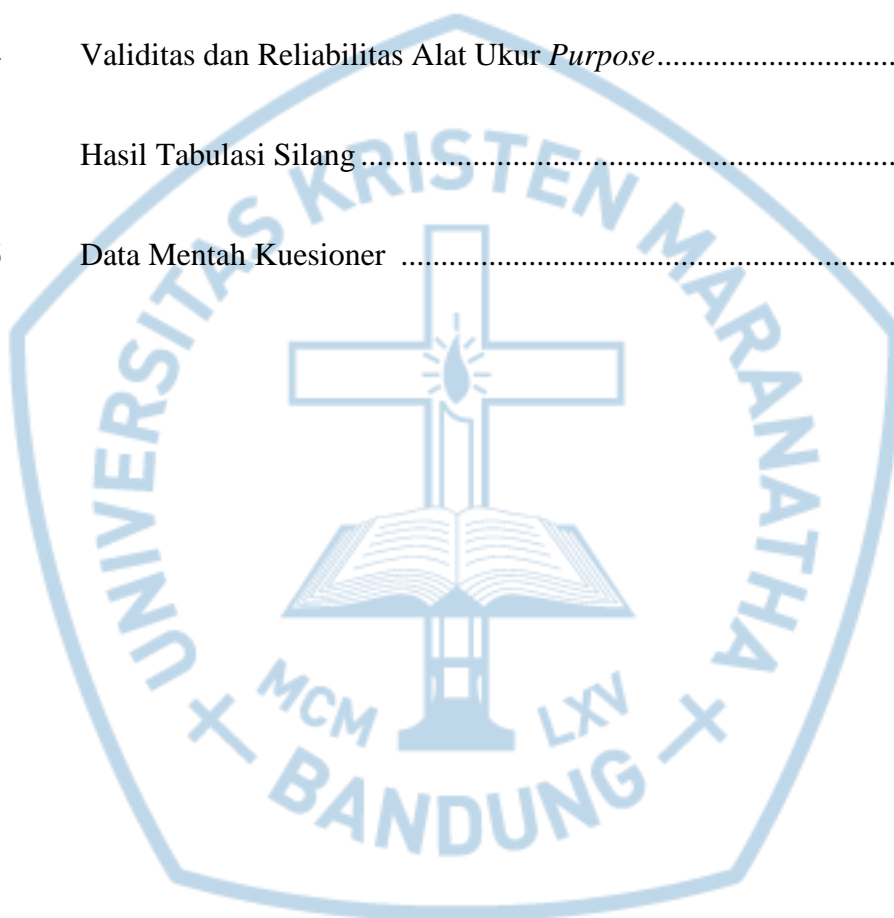 Validitas dan Reliabilitas Alat Ukur Purpose.............................
Hasil Tabulasi Silang...........................................................
Data Mentah Kuesioner ......................................................
UNIVERSITAS KRISTEN MARANATHA
MCM LXV
BANDUNG